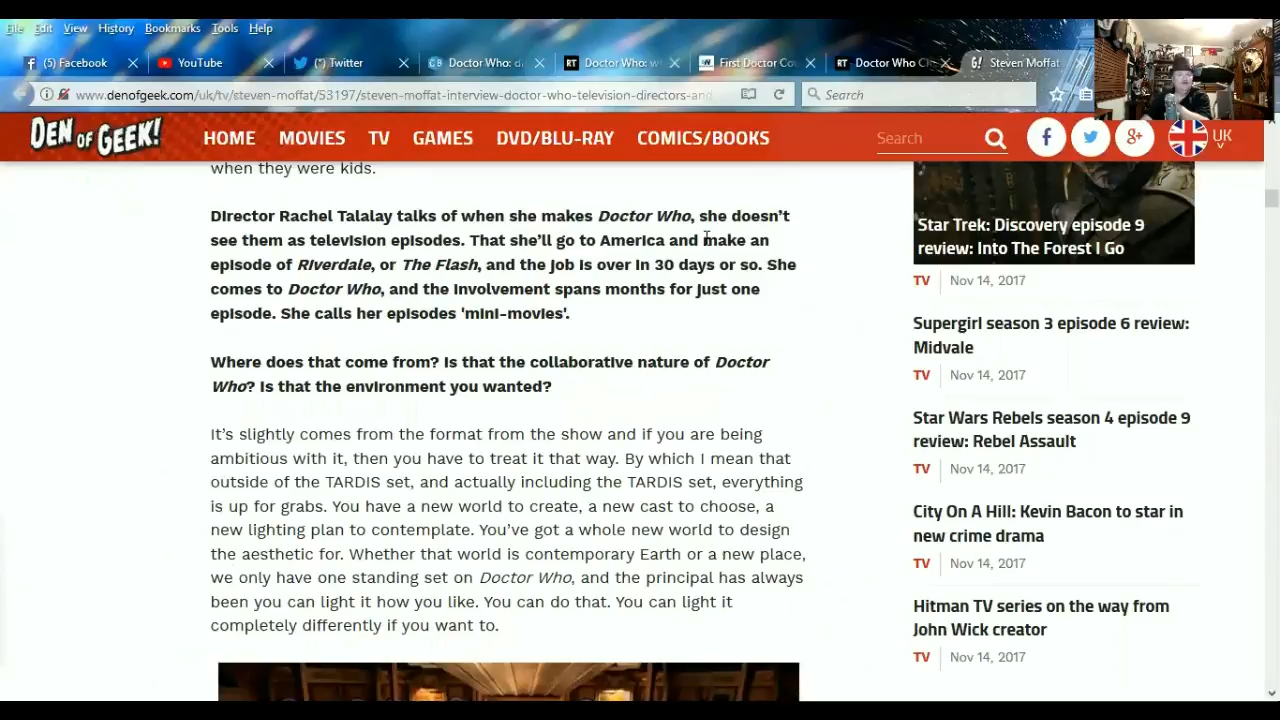 File Edit View History Bookmarks Tools Help
(5) Facebook
YouTube
(*) Twitter
Doctor Who: d
Doctor Who: w
First Doctor Co
Doctor Who Ch
Steven Moffat
www.denofgeek.com/uk/tv/steven-moffat/53197/steven-moffat-interview-doctor-who-television-directors-and
Search
DEN OF GEEK!
HOME MOVIES TV GAMES DVD/BLU-RAY COMICS/BOOKS
Search
UK
when they were kids.
Director Rachel Talalay talks of when she makes Doctor Who, she doesn't
see them as television episodes. That she'll go to America and make an
episode of Riverdale, or The Flash, and the job is over in 30 days or so. She
comes to Doctor Who, and the involvement spans months for just one
episode. She calls her episodes 'mini-movies'.
Where does that come from? Is that the collaborative nature of Doctor
Who? Is that the environment you wanted?
It's slightly comes from the format from the show and if you are being
ambitious with it, then you have to treat it that way. By which I mean that
outside of the TARDIS set, and actually including the TARDIS set, everything
is up for grabs. You have a new world to create, a new cast to choose, a
new lighting plan to contemplate. You've got a whole new world to design
the aesthetic for. Whether that world is contemporary Earth or a new place,
we only have one standing set on Doctor Who, and the principal has always
been you can light it how you like. You can do that. You can light it
completely differently if you want to.
Star Trek: Discovery episode 9
review: Into The Forest I Go
TV Nov 14, 2017
Supergirl season 3 episode 6 review:
Midvale
TV Nov 14, 2017
Star Wars Rebels season 4 episode 9
review: Rebel Assault
TV Nov 14, 2017
City On A Hill: Kevin Bacon to star in
new crime drama
TV Nov 14, 2017
Hitman TV series on the way from
John Wick creator
TV Nov 14, 2017